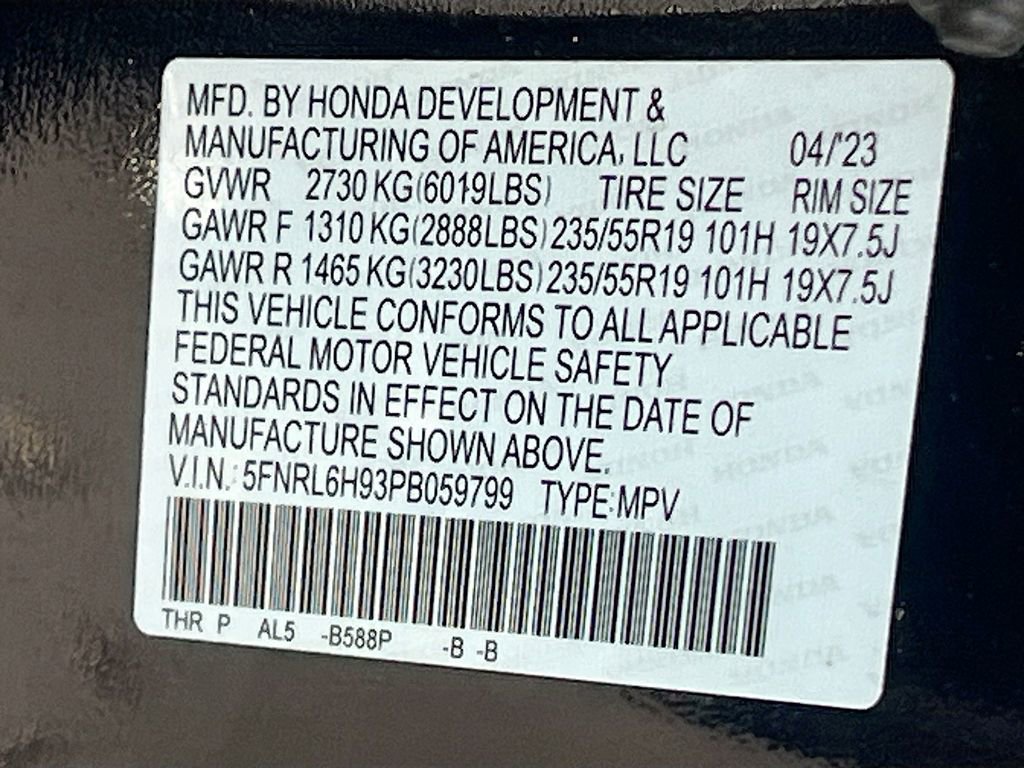 MFD. BY HONDA DEVELOPMENT &
MANUFACTURING OF AMERICA, LLC 04/'23
GVWR 2730 KG(6019LBS) TIRE SIZE RIM SIZE
GAWR F 1310 KG(2888LBS) 235/55R19 101H 19X7.5J
GAWR R 1465 KG(3230LBS) 235/55R19 101H 19X7.5J
THIS VEHICLE CONFORMS TO ALL APPLICABLE
FEDERAL MOTOR VEHICLE SAFETY
STANDARDS IN EFFECT ON THE DATE OF
MANUFACTURE SHOWN ABOVE.
V.I.N.: 5FNRL6H93PB059799 TYPE:MPV
THR P AL5 -B588P -B -B